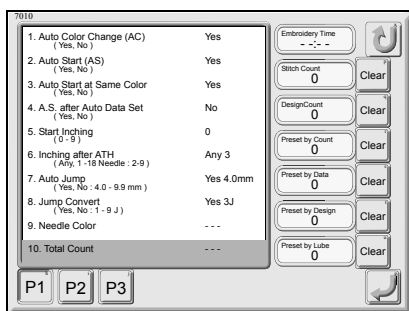 7010
1. Auto Color Change (AC) Yes
( Yes, No )
2. Auto Start (AS) Yes
( Yes, No )
3. Auto Start at Same Color Yes
( Yes, No )
4. A.S. after Auto Data Set No
( Yes, No )
5. Start Inching 0
( 0 - 9 )
6. Inching after ATH Any 3
( Any, 1 -18 Needle : 2-9 )
7. Auto Jump Yes 4.0mm
( Yes, No : 4.0 - 9.9 mm )
8. Jump Convert Yes 3J
( Yes, No : 1 - 9 J )
9. Needle Color - - -
10. Total Count - - -
Embroidery Time
- -:- -
Stitch Count
0
Clear
DesignCount
0
Clear
Preset by Count
0
Clear
Preset by Data
0
Clear
Preset by Design
0
Clear
Preset by Lube
0
Clear
P1 P2 P3